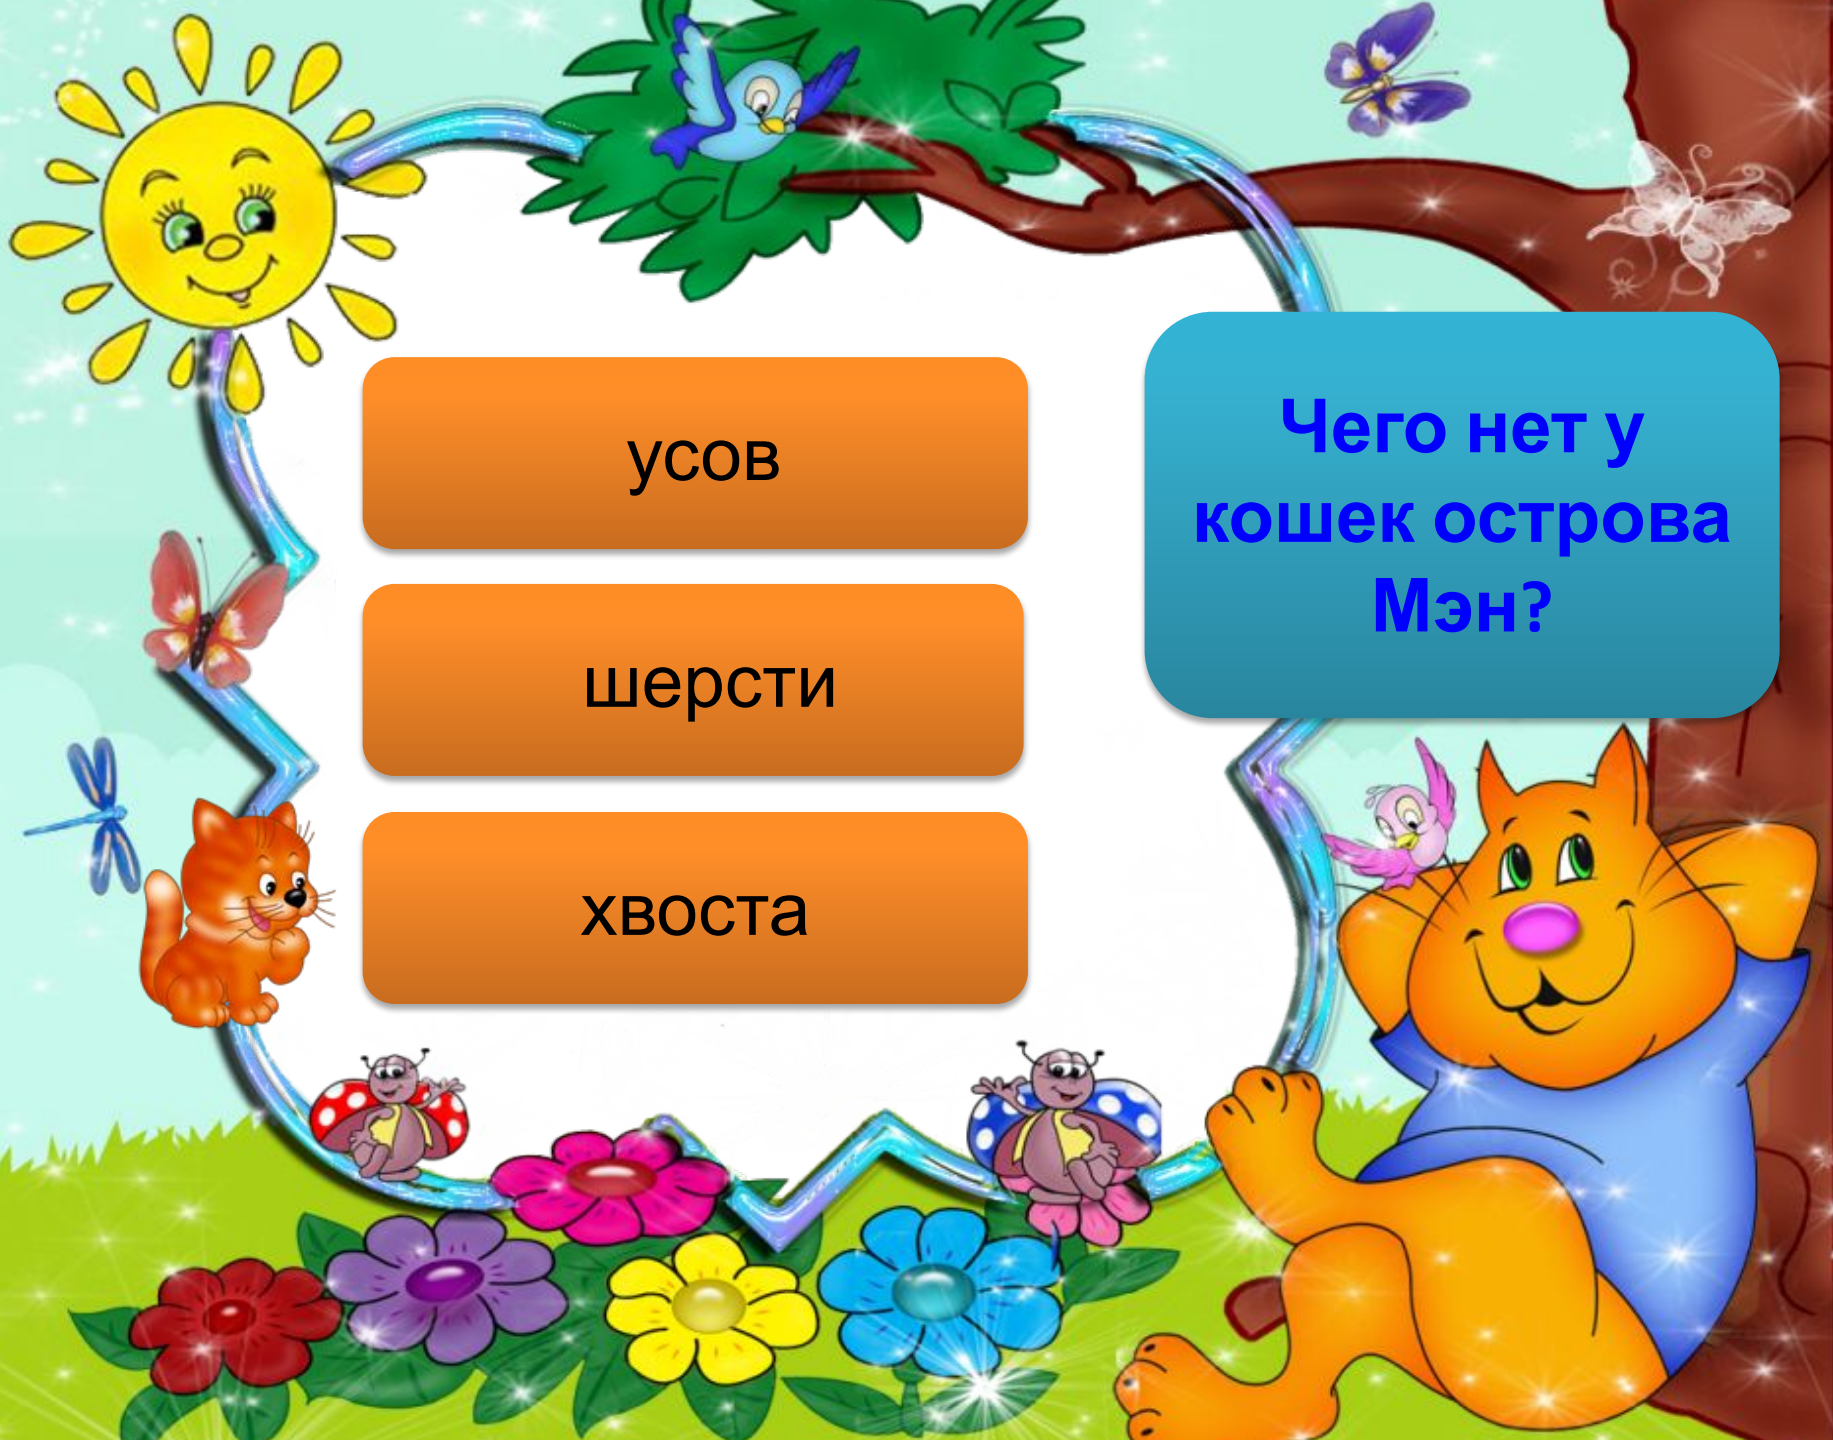 Чего нет у
кошек острова
Мэн?
усов
шерсти
хвоста